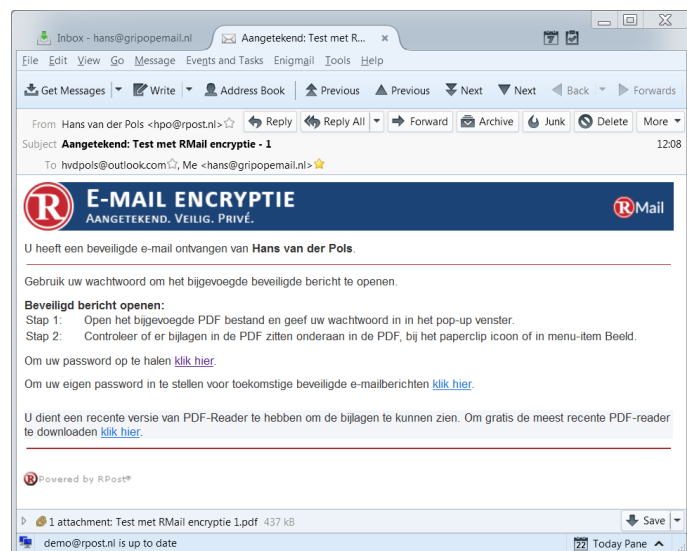 Inbox - hans@gripopemail.nl Aangetekend: Test met R... ×
File Edit View Go Message Events and Tasks Enigmail Tools Help
Get Messages Write Address Book Previous Previous Next Next Back Forwards
From Hans van der Pols <hpo@rpost.nl> Reply Reply All Forward Archive Junk Delete More
Subject Aangetekend: Test met RMail encryptie - 1 12:08
To hvdpols@outlook.com, Me <hans@gripopemail.nl>
R E-MAIL ENCRYPTIE
AANGETEKEND. VEILIG. PRIVÉ. RMail
U heeft een beveiligde e-mail ontvangen van Hans van der Pols.
Gebruik uw wachtwoord om het bijgevoegde beveiligde bericht te openen.
Beveiligd bericht openen:
Stap 1: Open het bijgevoegde PDF bestand en geef uw wachtwoord in in het pop-up venster.
Stap 2: Controleer of er bijlagen in de PDF zitten onderaan in de PDF, bij het paperclip icoon of in menu-item Beeld.
Om uw password op te halen klik hier.
Om uw eigen password in te stellen voor toekomstige beveiligde e-mailberichten klik hier.
U dient een recente versie van PDF-Reader te hebben om de bijlagen te kunnen zien. Om gratis de meest recente PDF-reader
te downloaden klik hier.
R Powered by RPost®
1 attachment: Test met RMail encryptie 1.pdf 437 kB Save
demo@rpost.nl is up to date 22 Today Pane